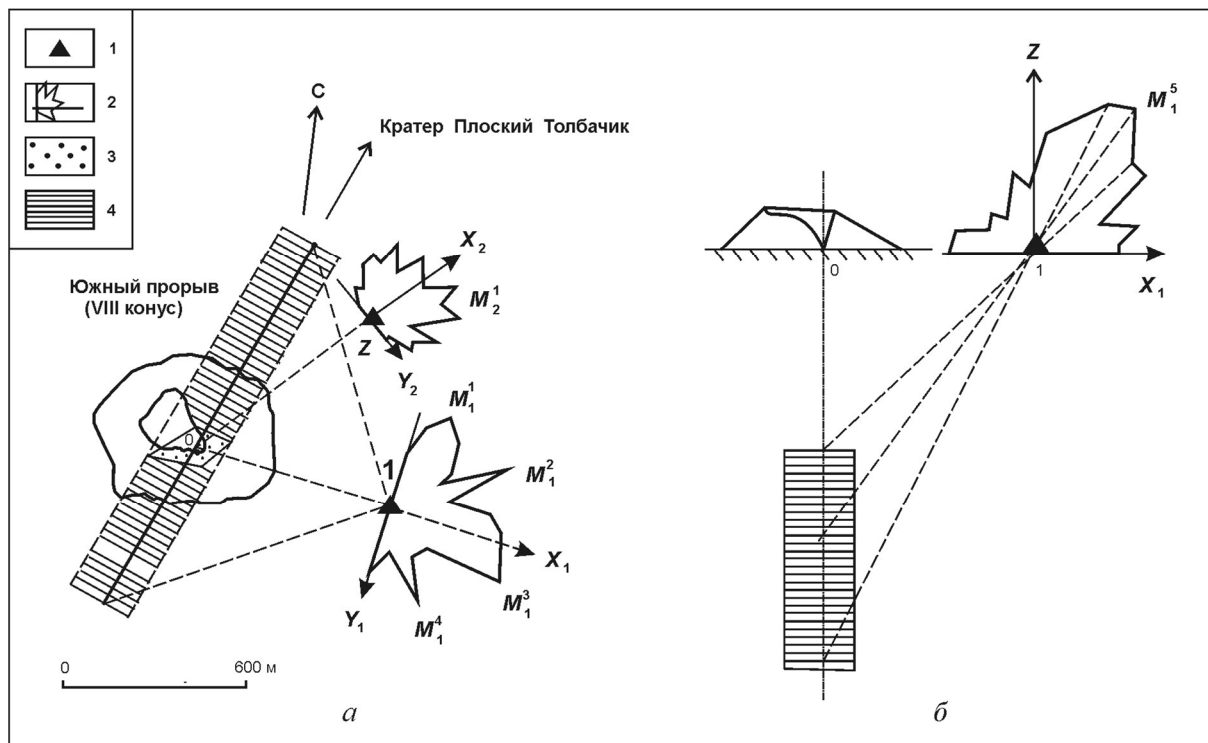 1
2
3
4
С
Кратер Плоский Толбачик
Южный прорыв
(VIII конус)
X₂
M₂¹
Z
Y₂
0
1
M₁¹
M₁²
X₁
M₁³
Y₁
M₁⁴
0 600 м
а
Z
M₁⁵
0
1
X₁
б